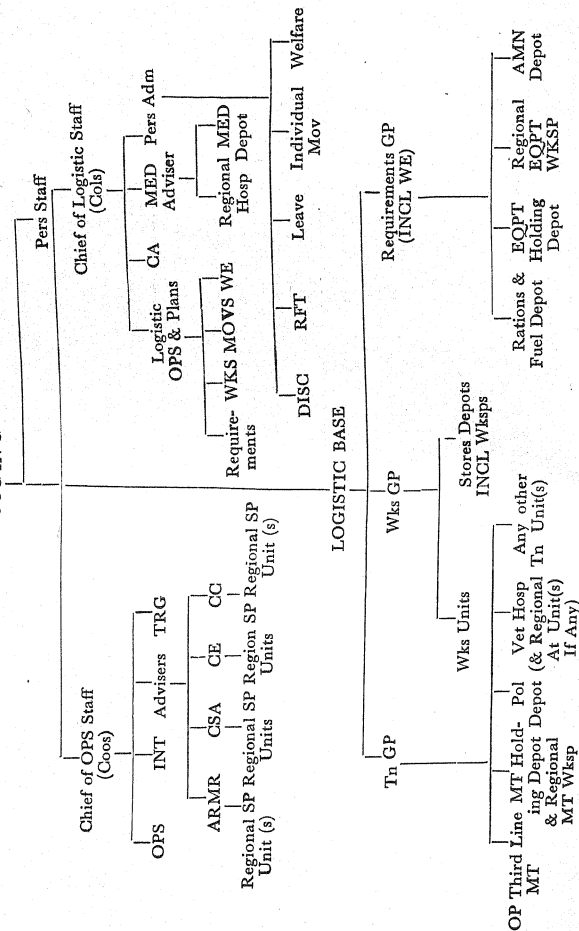 Pers Staff
Chief of OPS Staff
(Coos)
Chief of Logistic Staff
(Cols)
OPS INT Advisers TRG
Logistic
OPS & Plans
CA
MED
Adviser
Pers Adm
ARMR CSA CE CC
Regional SP
Unit (s)
Regional SP
Units
Region SP
Units
Regional SP
Unit (s)
Require-
ments
WKS MOVS WE
Regional
Hosp
MED
Depot
DISC RFT Leave Individual
Mov
Welfare
LOGISTIC BASE
Tn GP Wks GP Requirements GP
(INCL WE)
Wks Units Stores Depots
INCL Wksps
Rations &
Fuel Depot
EQPT
Holding
Depot
Regional
EQPT
WKSP
AMN
Depot
OP Third Line
MT
MT Hold-
ing Depot
& Regional
MT Wksp
Pol
Depot
Vet Hosp
(& Regional
At Unit(s)
If Any)
Any other
Tn Unit(s)